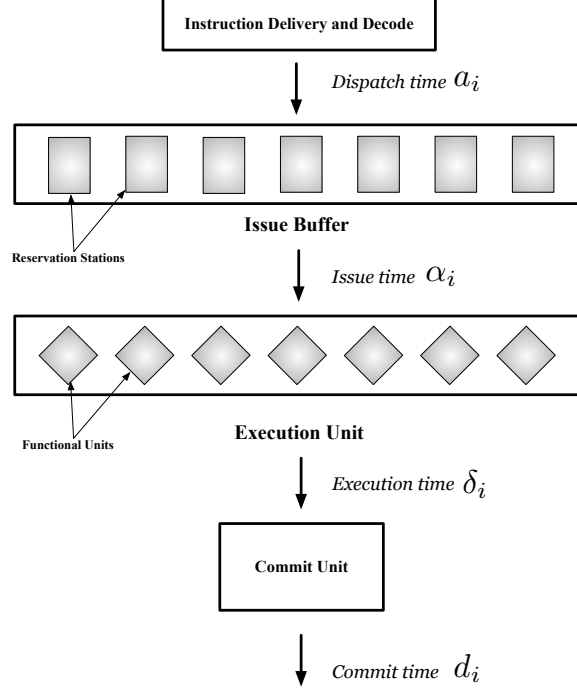 Instruction Delivery and Decode
Dispatch time a_i
Issue Buffer
Reservation Stations
Issue time α_i
Execution Unit
Functional Units
Execution time δ_i
Commit Unit
Commit time d_i